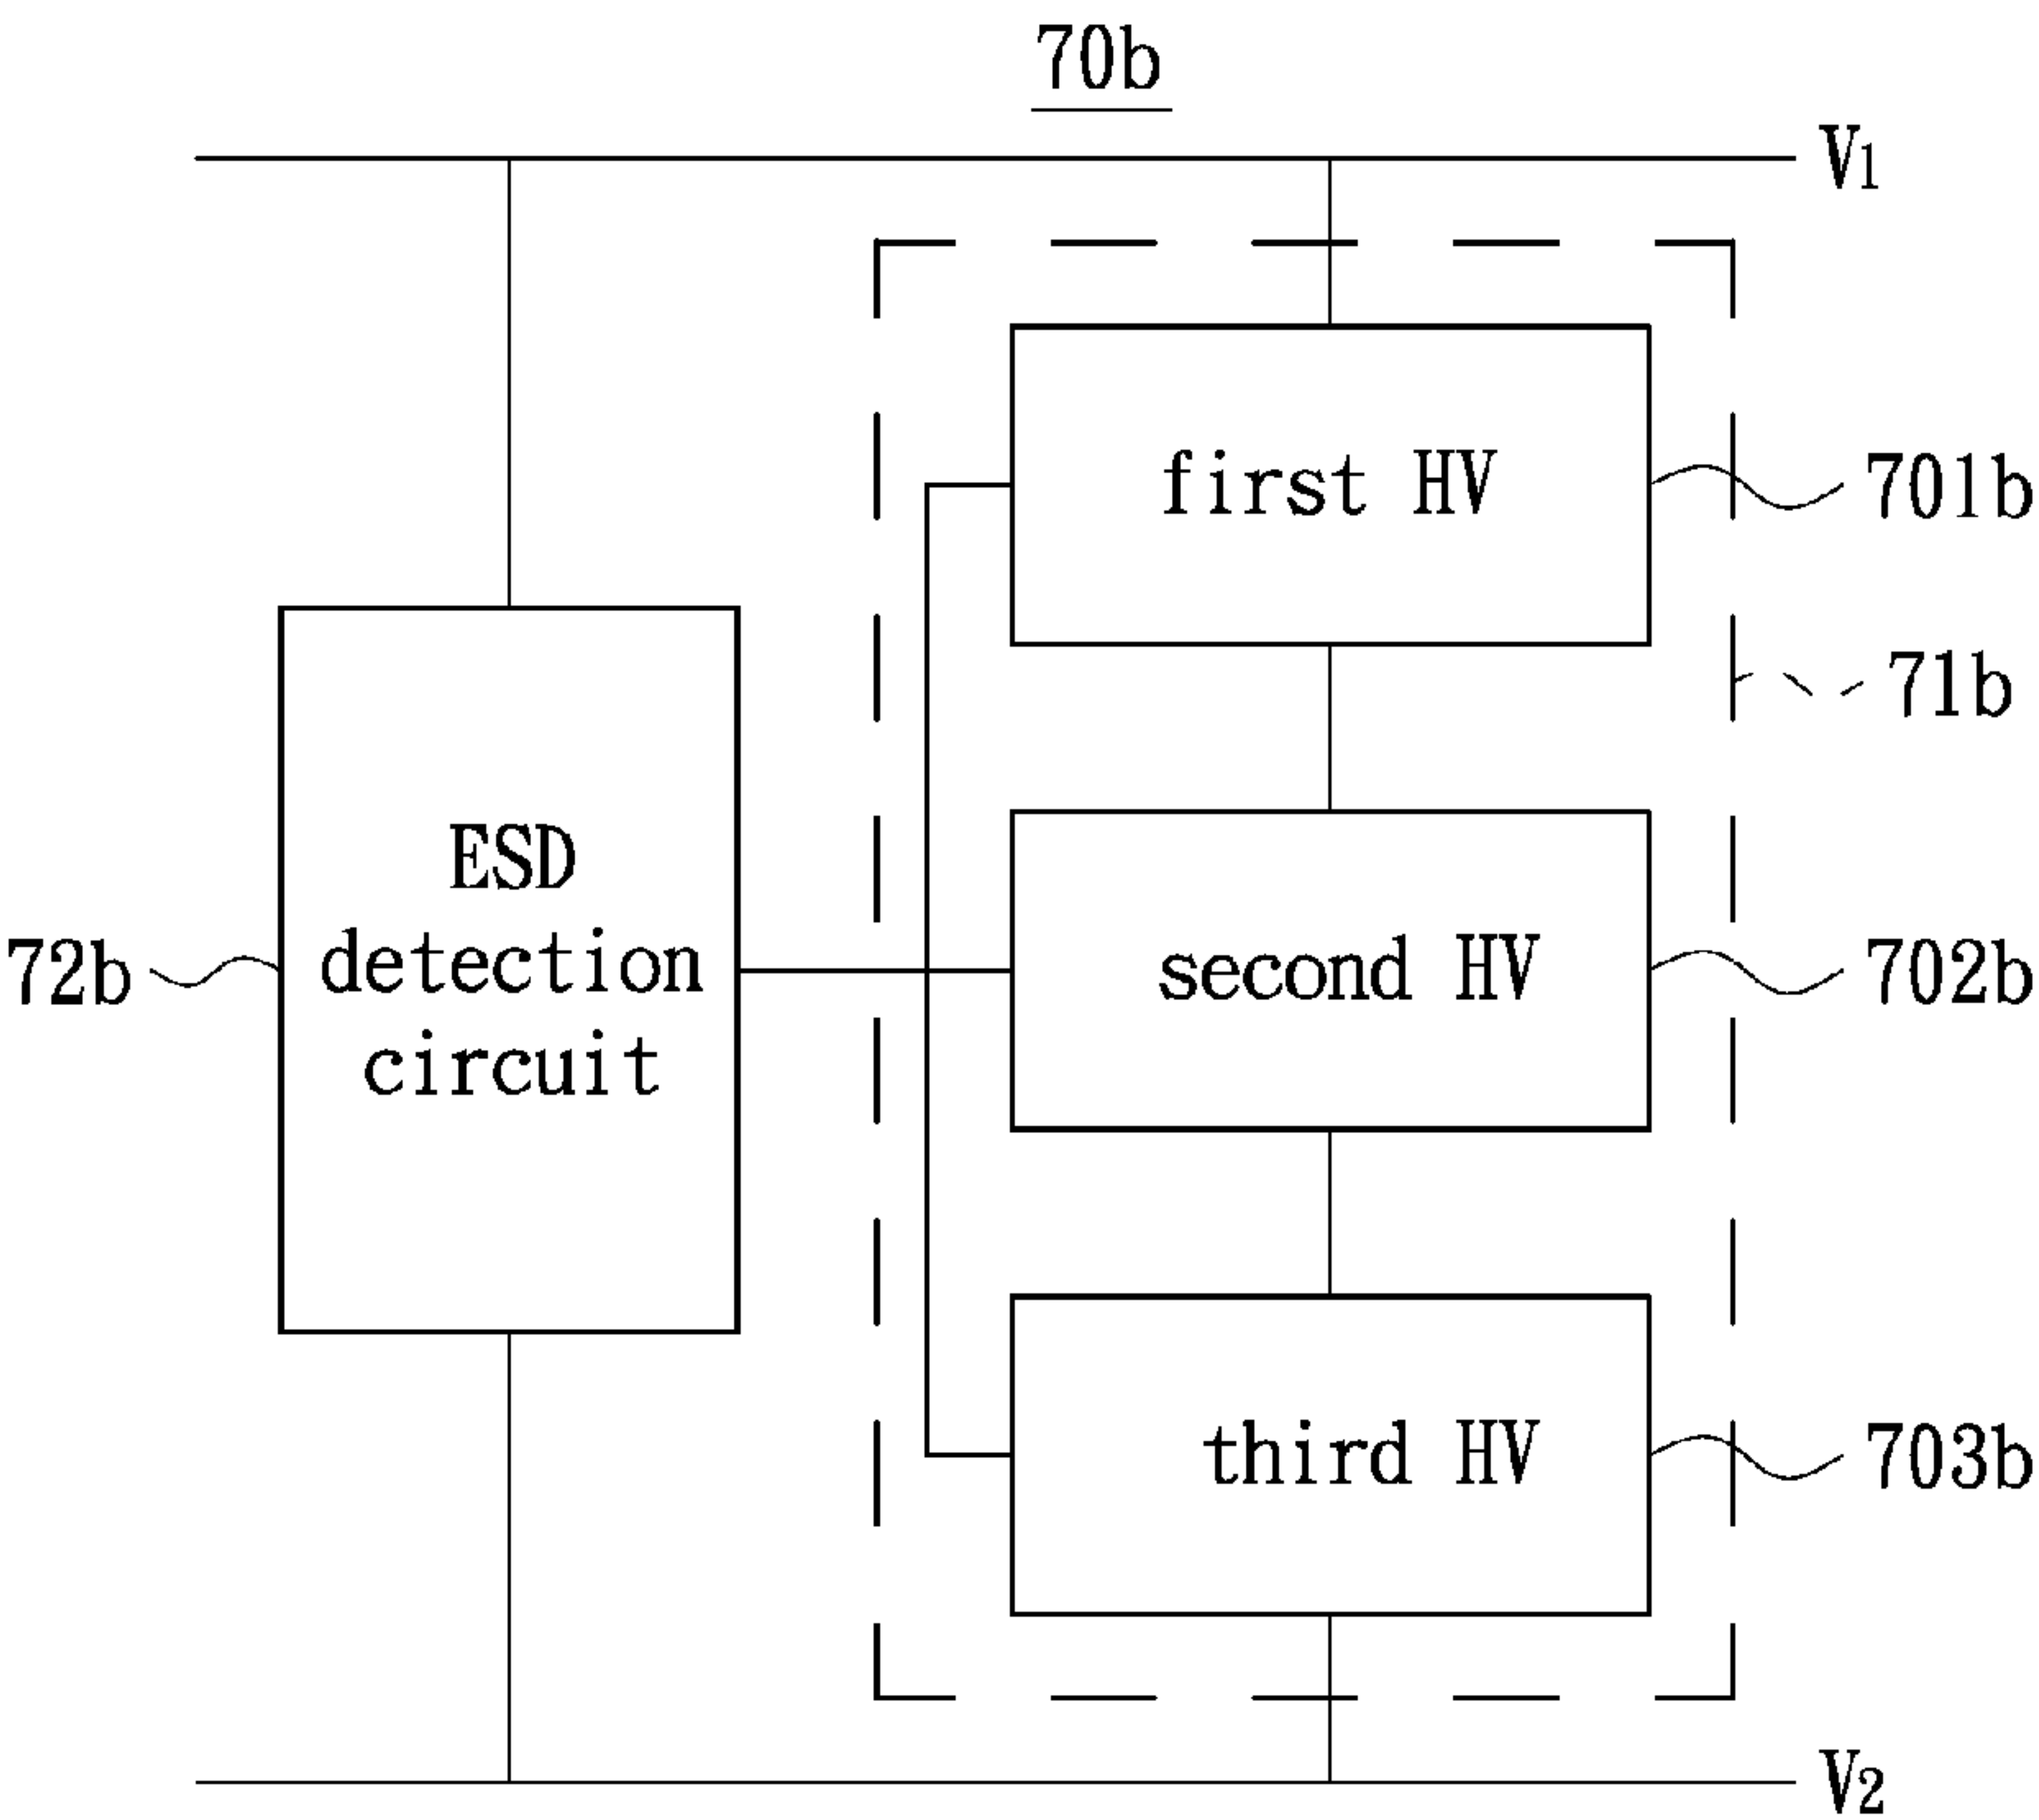 70b
V1
first HV
701b
71b
ESD
detection
circuit
72b
second HV
702b
third HV
703b
V2